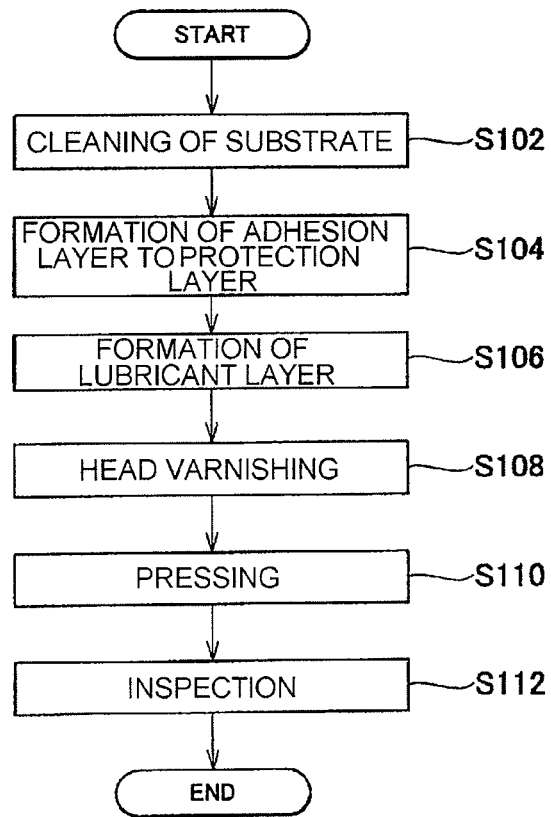 START
CLEANING OF SUBSTRATE S102
FORMATION OF ADHESION
LAYER TO PROTECTION
LAYER
S104
FORMATION OF
LUBRICANT LAYER
S106
HEAD VARNISHING S108
PRESSING S110
INSPECTION S112
END